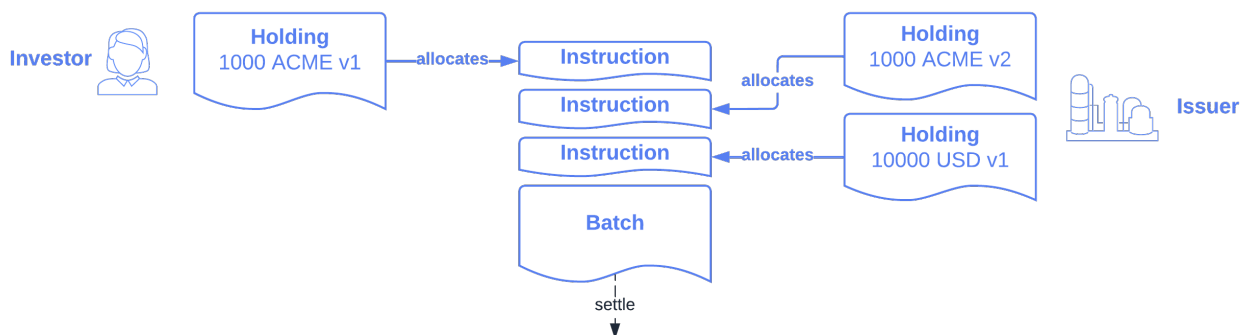 Investor
Holding
1000 ACME v1
allocates
Instruction
Instruction
Instruction
Batch
settle
allocates
allocates
Holding
1000 ACME v2
Holding
10000 USD v1
Issuer